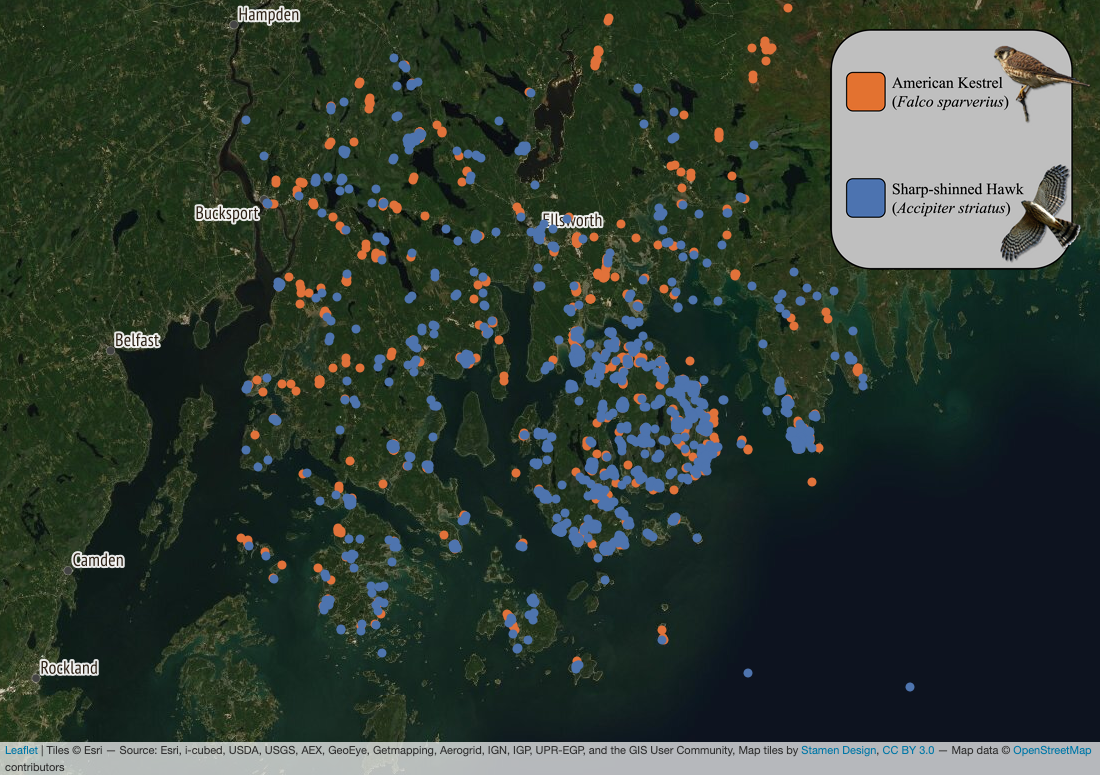 Hampden
American Kestrel
(Falco sparverius)
Sharp-shinned Hawk
(Accipiter striatus)
Bucksport
Ellsworth
Belfast
Camden
Rockland
Leaflet | Tiles © Esri — Source: Esri, i-cubed, USDA, USGS, AEX, GeoEye, Getmapping, Aerogrid, IGN, IGP, UPR-EGP, and the GIS User Community, Map tiles by Stamen Design, CC BY 3.0 — Map data © OpenStreetMap
contributors